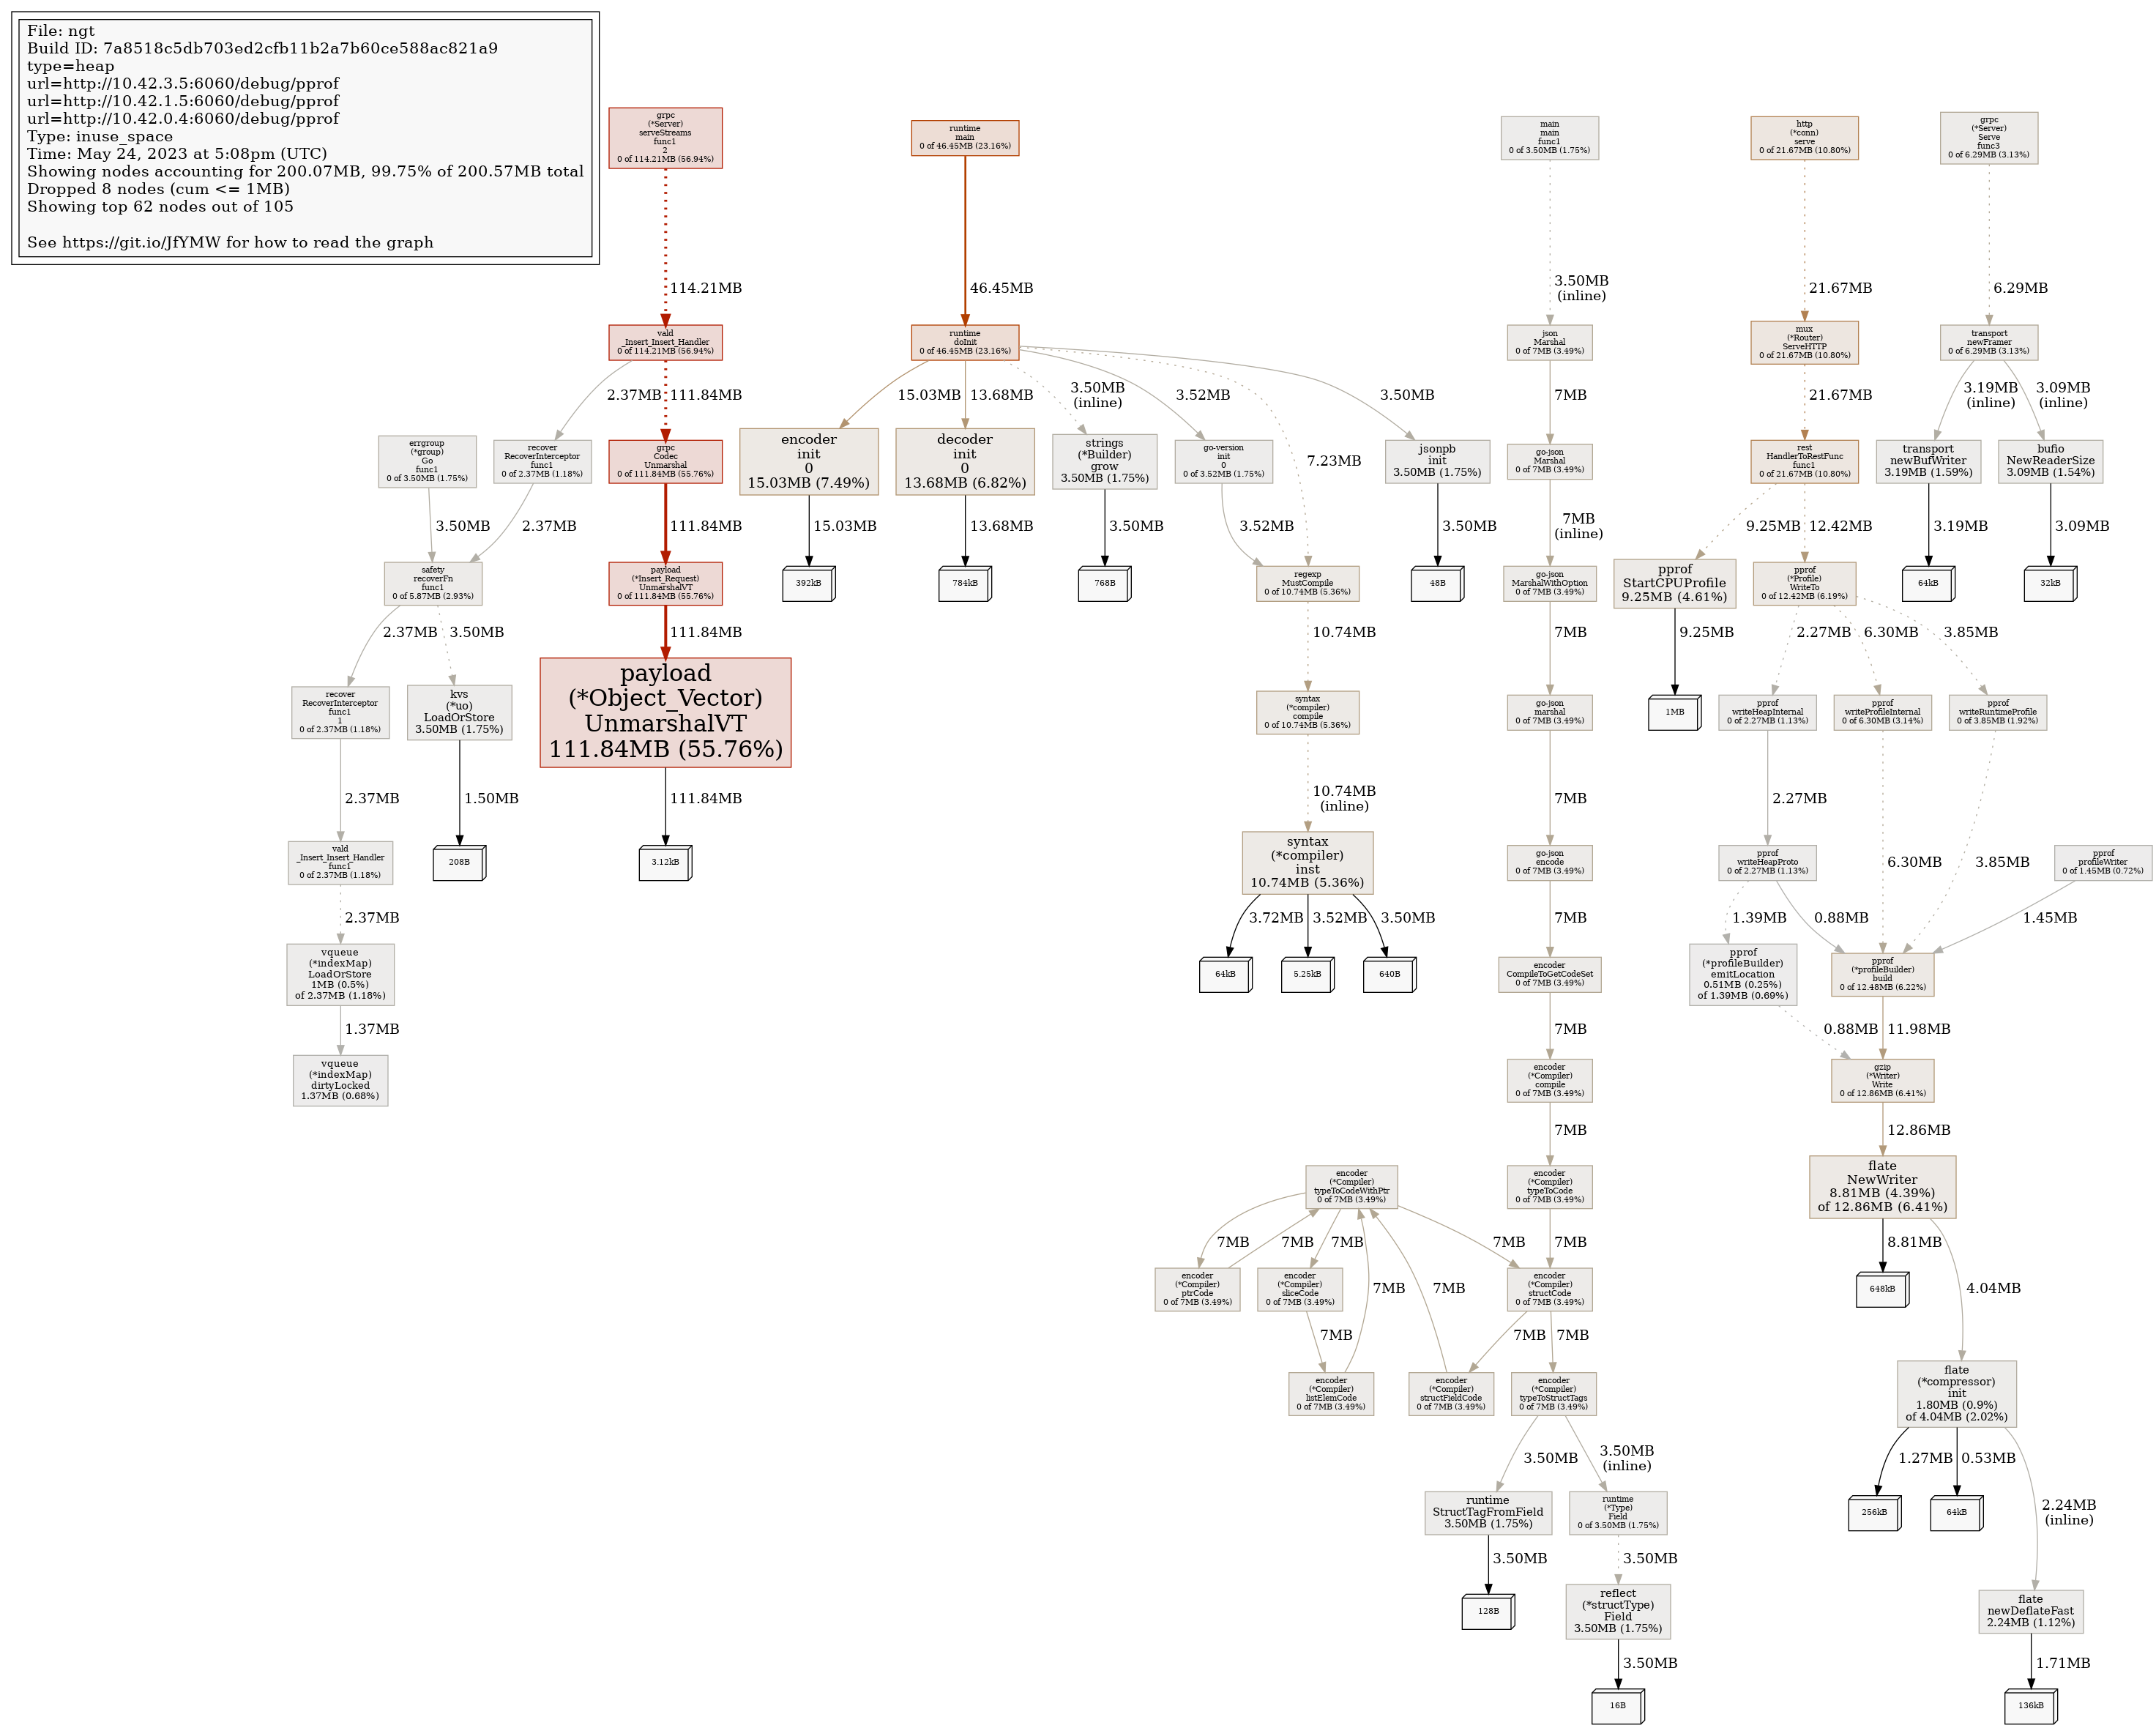 File: ngt
Build ID: 7a8518c5db703ed2cfb11b2a7b60ce588ac821a9
type=heap
url=http://10.42.3.5:6060/debug/pprof
url=http://10.42.1.5:6060/debug/pprof
url=http://10.42.0.4:6060/debug/pprof
Type: inuse_space
Time: May 24, 2023 at 5:08pm (UTC)
Showing nodes accounting for 200.07MB, 99.75% of 200.57MB total
Dropped 8 nodes (cum <= 1MB)
Showing top 62 nodes out of 105
See https://git.io/JfYMW for how to read the graph
grpc
(*Server)
serveStreams
func1
2
0 of 114.21MB (56.94%)
runtime
main
0 of 46.45MB (23.16%)
main
main
func1
0 of 3.50MB (1.75%)
http
(*conn)
serve
0 of 21.67MB (10.80%)
grpc
(*Server)
Serve
func3
0 of 6.29MB (3.13%)
114.21MB
46.45MB
3.50MB
(inline)
21.67MB
6.29MB
vald
_Insert_Insert_Handler
0 of 114.21MB (56.94%)
runtime
doInit
0 of 46.45MB (23.16%)
json
Marshal
0 of 7MB (3.49%)
mux
(*Router)
ServeHTTP
0 of 21.67MB (10.80%)
transport
newFramer
0 of 6.29MB (3.13%)
2.37MB
111.84MB
15.03MB
13.68MB
3.50MB
(inline)
3.52MB
7.23MB
3.50MB
7MB
21.67MB
3.19MB
(inline)
3.09MB
(inline)
errgroup
(*group)
Go
func1
0 of 3.50MB (1.75%)
recover
RecoverInterceptor
func1
0 of 2.37MB (1.18%)
grpc
Codec
Unmarshal
0 of 111.84MB (55.76%)
encoder
init
0
15.03MB (7.49%)
decoder
init
0
13.68MB (6.82%)
strings
(*Builder)
grow
3.50MB (1.75%)
go-version
init
0
0 of 3.52MB (1.75%)
jsonpb
init
3.50MB (1.75%)
go-json
Marshal
0 of 7MB (3.49%)
rest
HandlerToRestFunc
func1
0 of 21.67MB (10.80%)
transport
newBufWriter
3.19MB (1.59%)
bufio
NewReaderSize
3.09MB (1.54%)
3.50MB
2.37MB
111.84MB
15.03MB
13.68MB
3.50MB
3.52MB
3.50MB
7MB
(inline)
9.25MB
12.42MB
3.19MB
3.09MB
safety
recoverFn
func1
0 of 5.87MB (2.93%)
payload
(*Insert_Request)
UnmarshalVT
0 of 111.84MB (55.76%)
392kB
784kB
768B
regexp
MustCompile
0 of 10.74MB (5.36%)
48B
go-json
MarshalWithOption
0 of 7MB (3.49%)
pprof
StartCPUProfile
9.25MB (4.61%)
pprof
(*Profile)
WriteTo
0 of 12.42MB (6.19%)
64kB
32kB
2.37MB
3.50MB
111.84MB
10.74MB
7MB
9.25MB
2.27MB
6.30MB
3.85MB
recover
RecoverInterceptor
func1
1
0 of 2.37MB (1.18%)
kvs
(*uo)
LoadOrStore
3.50MB (1.75%)
payload
(*Object_Vector)
UnmarshalVT
111.84MB (55.76%)
syntax
(*compiler)
compile
0 of 10.74MB (5.36%)
go-json
marshal
0 of 7MB (3.49%)
1MB
pprof
writeHeapInternal
0 of 2.27MB (1.13%)
pprof
writeProfileInternal
0 of 6.30MB (3.14%)
pprof
writeRuntimeProfile
0 of 3.85MB (1.92%)
2.37MB
1.50MB
111.84MB
10.74MB
(inline)
7MB
2.27MB
6.30MB
3.85MB
vald
_Insert_Insert_Handler
func1
0 of 2.37MB (1.18%)
208B
3.12kB
syntax
(*compiler)
inst
10.74MB (5.36%)
go-json
encode
0 of 7MB (3.49%)
pprof
writeHeapProto
0 of 2.27MB (1.13%)
pprof
profileWriter
0 of 1.45MB (0.72%)
2.37MB
3.72MB
3.52MB
3.50MB
7MB
1.39MB
0.88MB
1.45MB
vqueue
(*indexMap)
LoadOrStore
1MB (0.5%)
of 2.37MB (1.18%)
64kB
5.25kB
640B
encoder
CompileToGetCodeSet
0 of 7MB (3.49%)
pprof
(*profileBuilder)
emitLocation
0.51MB (0.25%)
of 1.39MB (0.69%)
pprof
(*profileBuilder)
build
0 of 12.48MB (6.22%)
1.37MB
7MB
0.88MB
11.98MB
vqueue
(*indexMap)
dirtyLocked
1.37MB (0.68%)
encoder
(*Compiler)
compile
0 of 7MB (3.49%)
gzip
(*Writer)
Write
0 of 12.86MB (6.41%)
7MB
12.86MB
encoder
(*Compiler)
typeToCodeWithPtr
0 of 7MB (3.49%)
encoder
(*Compiler)
typeToCode
0 of 7MB (3.49%)
flate
NewWriter
8.81MB (4.39%)
of 12.86MB (6.41%)
7MB
7MB
7MB
7MB
7MB
7MB
7MB
8.81MB
4.04MB
encoder
(*Compiler)
ptrCode
0 of 7MB (3.49%)
encoder
(*Compiler)
sliceCode
0 of 7MB (3.49%)
encoder
(*Compiler)
structCode
0 of 7MB (3.49%)
648kB
7MB
7MB
7MB
encoder
(*Compiler)
listElemCode
0 of 7MB (3.49%)
encoder
(*Compiler)
structFieldCode
0 of 7MB (3.49%)
encoder
(*Compiler)
typeToStructTags
0 of 7MB (3.49%)
flate
(*compressor)
init
1.80MB (0.9%)
of 4.04MB (2.02%)
3.50MB
3.50MB
(inline)
1.27MB
0.53MB
2.24MB
(inline)
runtime
StructTagFromField
3.50MB (1.75%)
runtime
(*Type)
Field
0 of 3.50MB (1.75%)
256kB
64kB
3.50MB
3.50MB
128B
reflect
(*structType)
Field
3.50MB (1.75%)
flate
newDeflateFast
2.24MB (1.12%)
3.50MB
1.71MB
16B
136kB